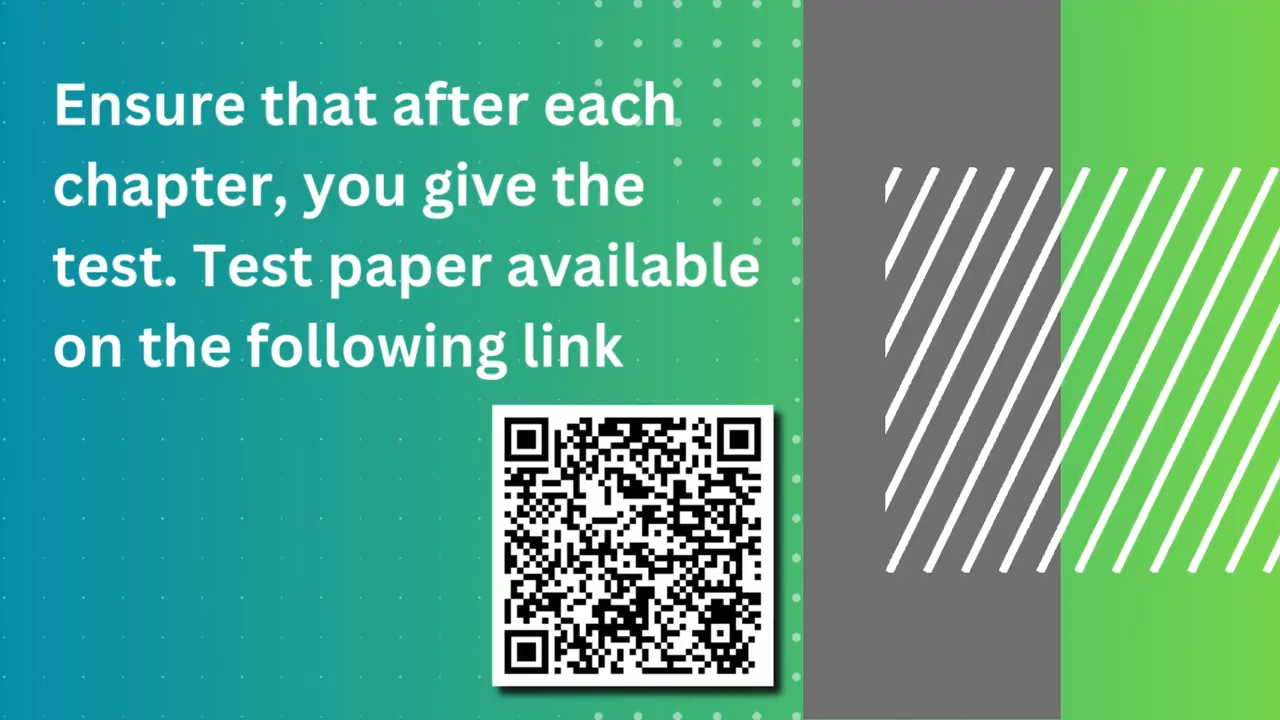 Ensure that after each
chapter, you give the
test. Test paper available
on the following link